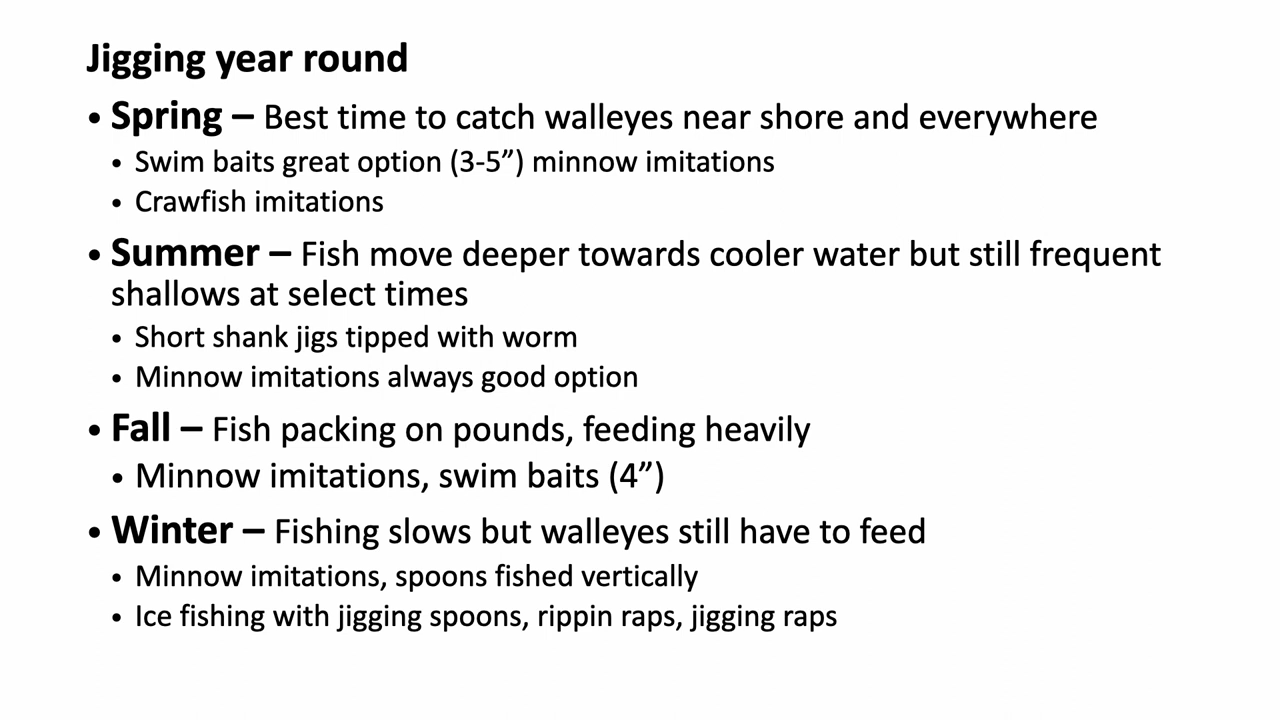 Jigging year round
• Spring – Best time to catch walleyes near shore and everywhere
• Swim baits great option (3-5”) minnow imitations
• Crawfish imitations
• Summer – Fish move deeper towards cooler water but still frequent
shallows at select times
• Short shank jigs tipped with worm
• Minnow imitations always good option
• Fall – Fish packing on pounds, feeding heavily
• Minnow imitations, swim baits (4”)
• Winter – Fishing slows but walleyes still have to feed
• Minnow imitations, spoons fished vertically
• Ice fishing with jigging spoons, rippin raps, jigging raps